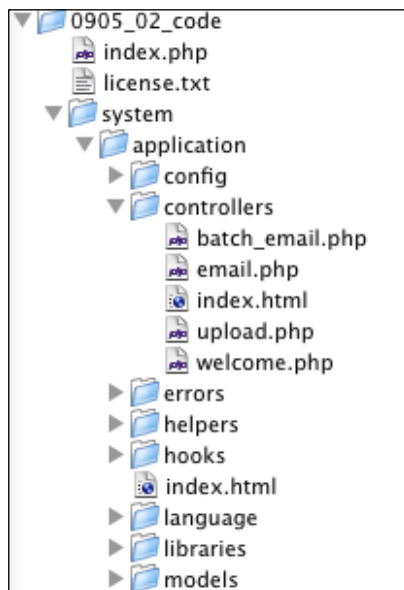 0905_02_code
index.php
license.txt
system
application
config
controllers
batch_email.php
email.php
index.html
upload.php
welcome.php
errors
helpers
hooks
index.html
language
libraries
models